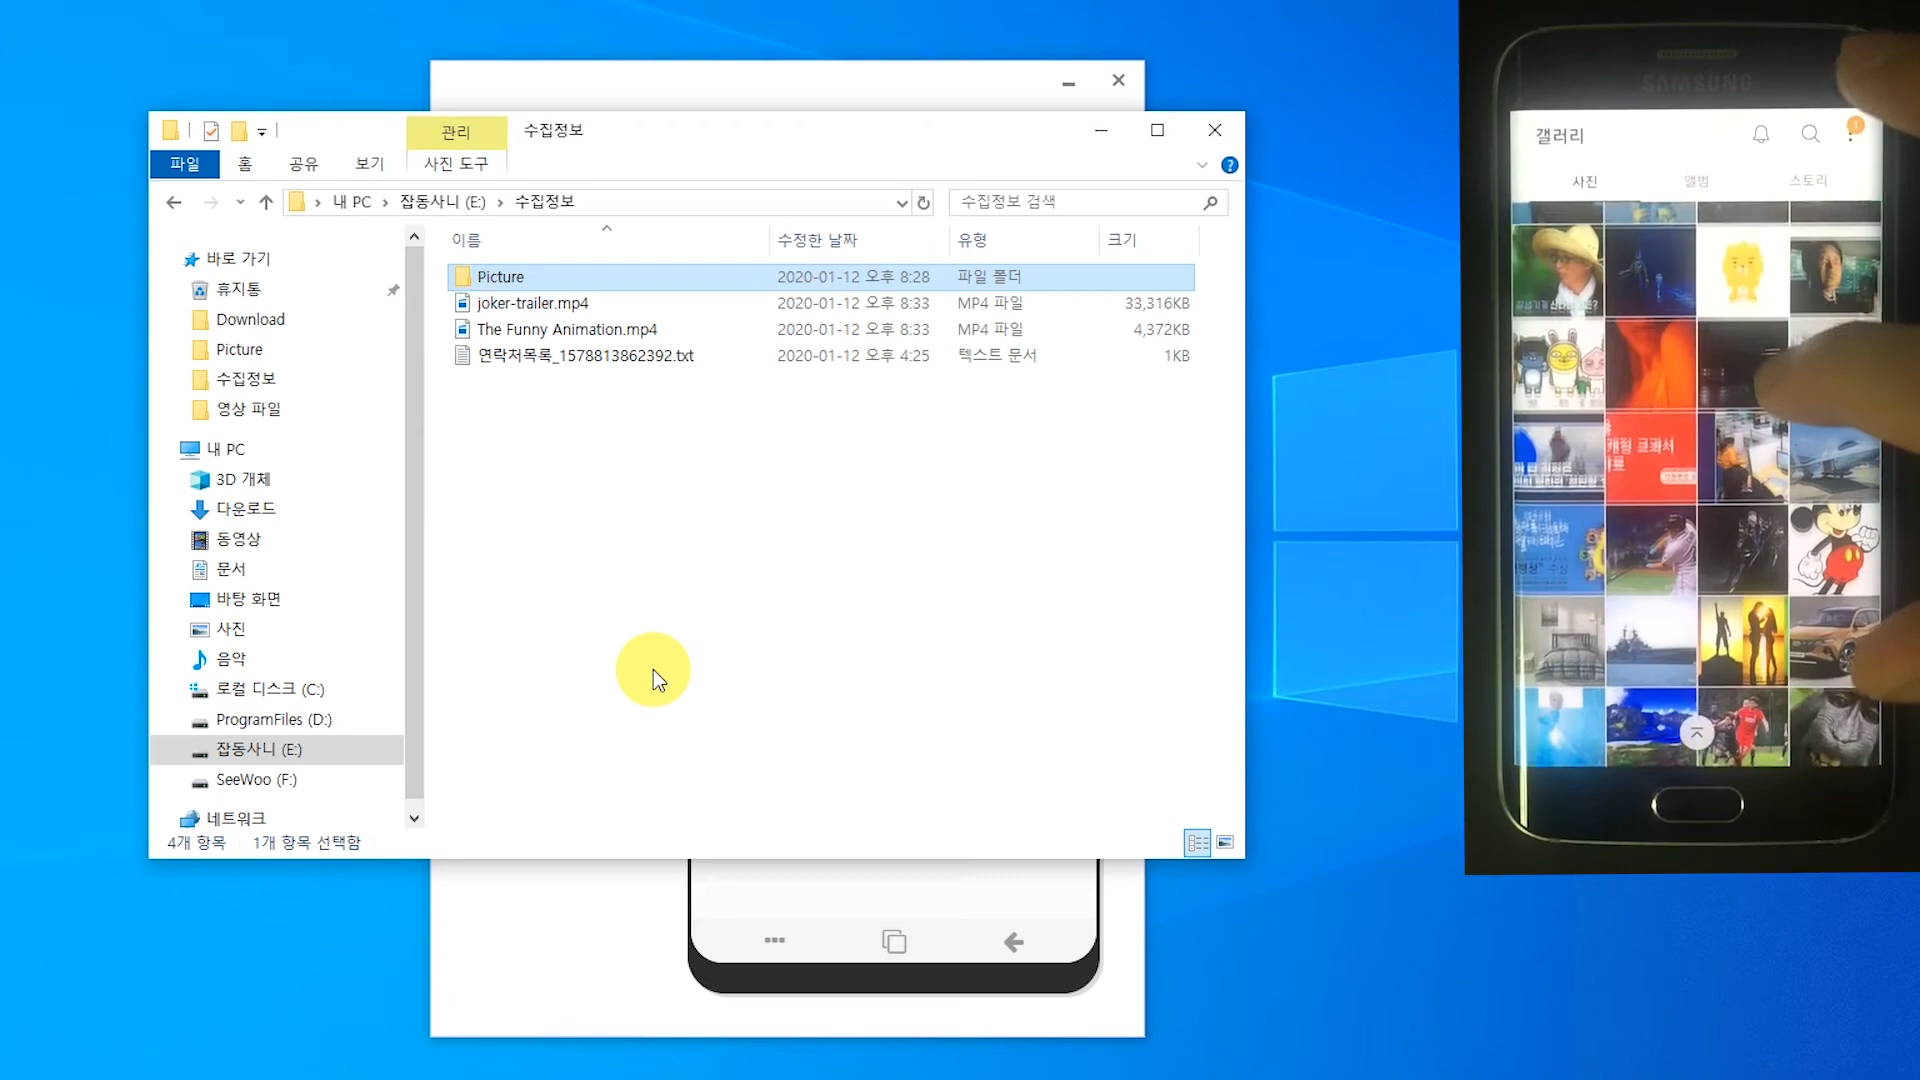 관리
수집정보
파일
홈
공유
보기
사진 도구
내 PC
잡동사니 (E:)
수집정보
수집정보 검색
이름
수정한 날짜
유형
크기
Picture
2020-01-12 오후 8:28
파일 폴더
joker-trailer.mp4
2020-01-12 오후 8:33
MP4 파일
33,316KB
The Funny Animation.mp4
2020-01-12 오후 8:33
MP4 파일
4,372KB
연락처목록_1578813862392.txt
2020-01-12 오후 4:25
텍스트 문서
1KB
바로 가기
휴지통
Download
Picture
수집정보
영상 파일
내 PC
3D 개체
다운로드
동영상
문서
바탕 화면
사진
음악
로컬 디스크 (C:)
ProgramFiles (D:)
잡동사니 (E:)
SeeWoo (F:)
네트워크
4개 항목
1개 항목 선택함
SAMSUNG
갤러리
1
사진
앨범
스토리